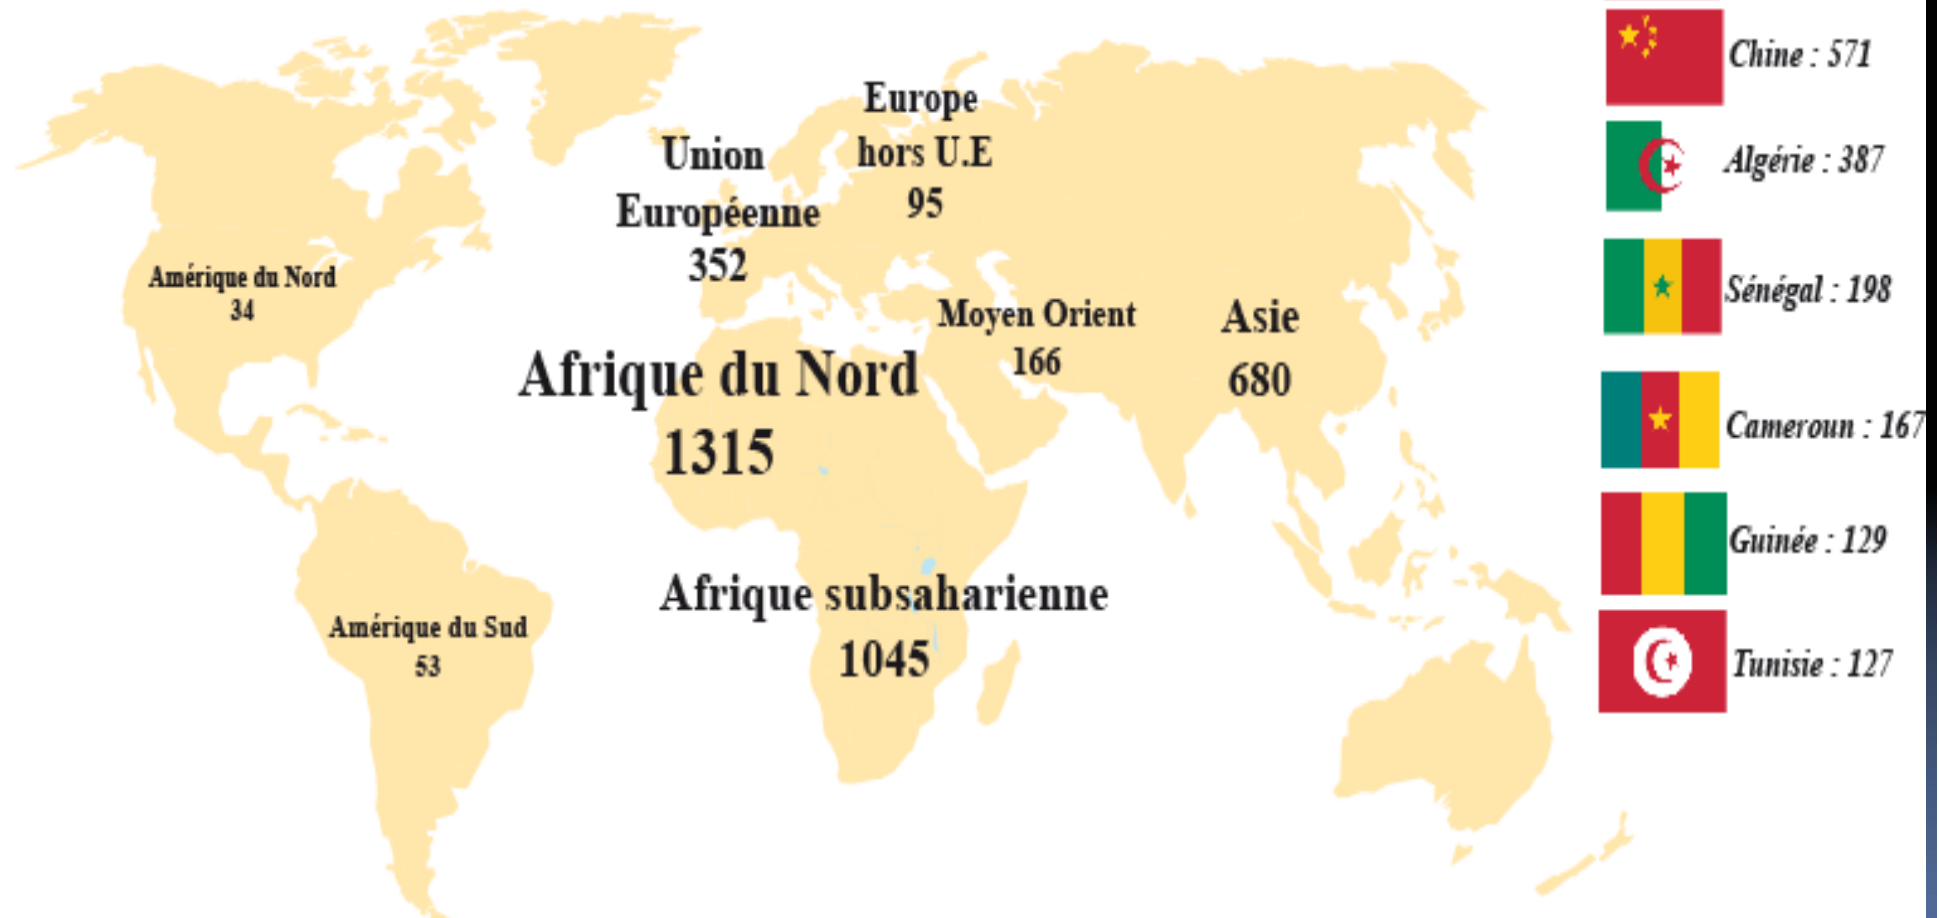 Europe
hors U.E
95
Union
Européenne
352
Amérique du Nord
34
Moyen Orient
166
Asie
680
Afrique du Nord
1315
Afrique subsaharienne
1045
Amérique du Sud
53
Chine : 571
Algérie : 387
Sénégal : 198
Cameroun : 167
Guinée : 129
Tunisie : 127